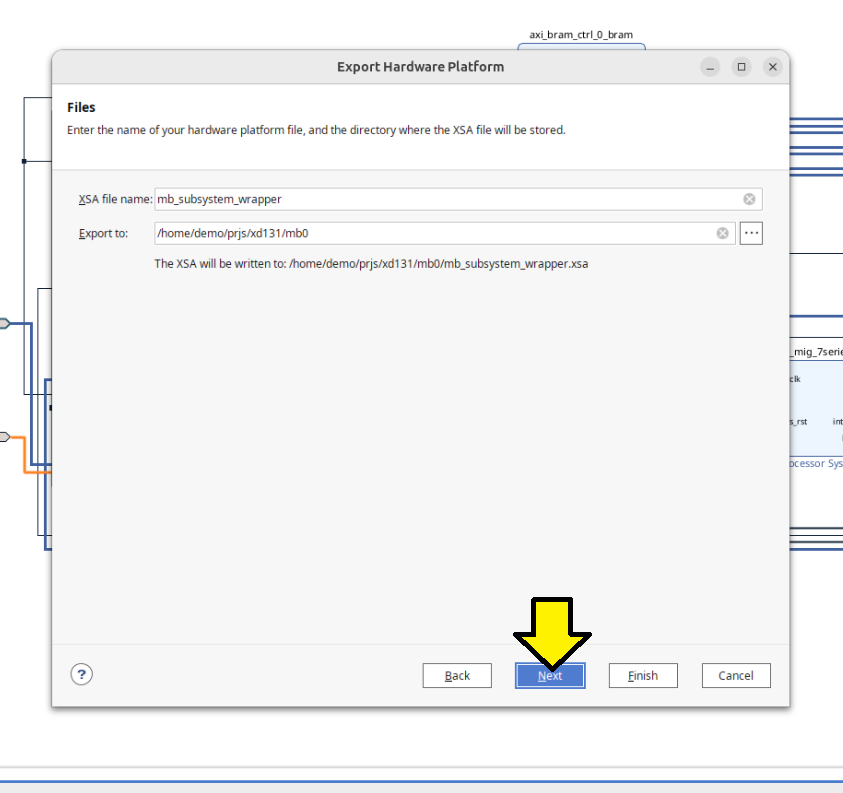 axi_bram_ctrl_0_bram
Export Hardware Platform
Files
Enter the name of your hardware platform file, and the directory where the XSA file will be stored.
XSA file name: mb_subsystem_wrapper
Export to: /home/demo/prjs/xd131/mb0 ...
The XSA will be written to: /home/demo/prjs/xd131/mb0/mb_subsystem_wrapper.xsa
_mig_7serie
clk
s_rst int
ocessor Sys
? Back Next Finish Cancel